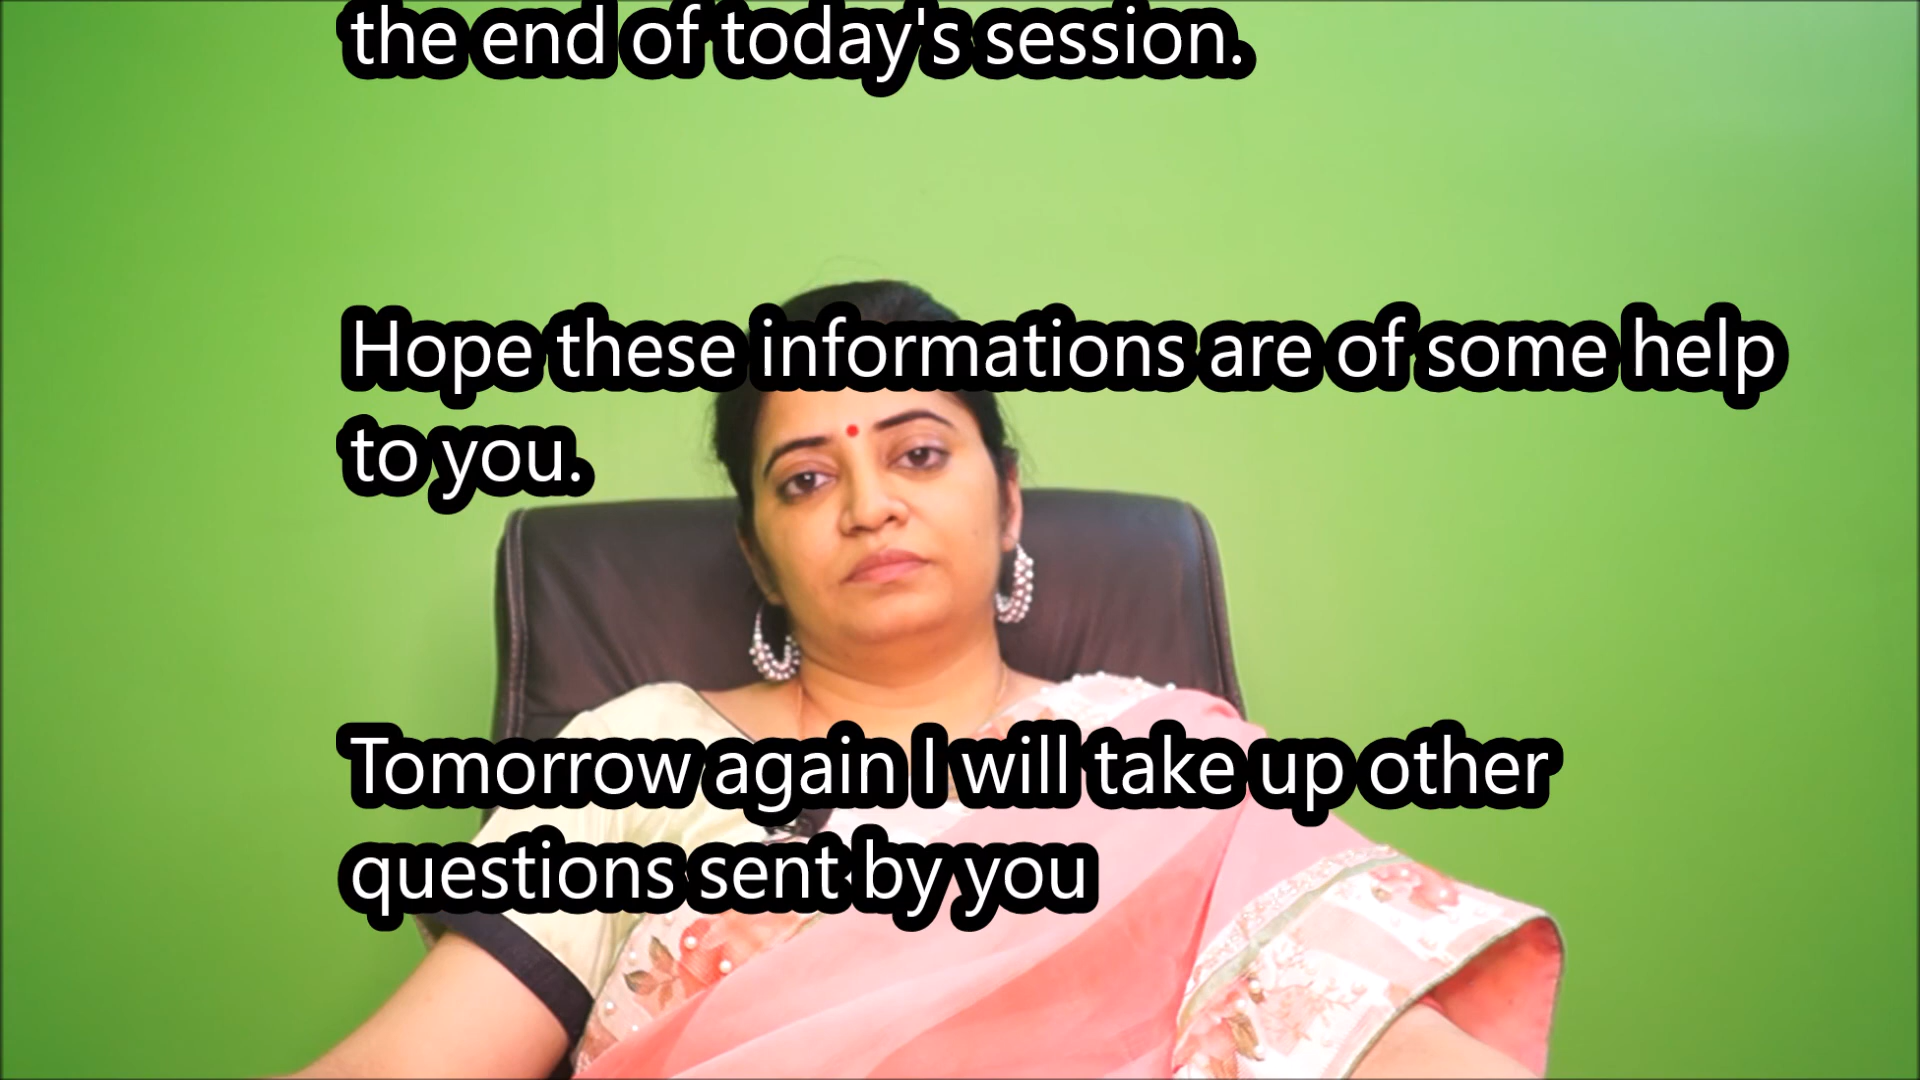 the end of today's session.
Hope these informations are of some help
to you.
Tomorrow again I will take up other
questions sent by you